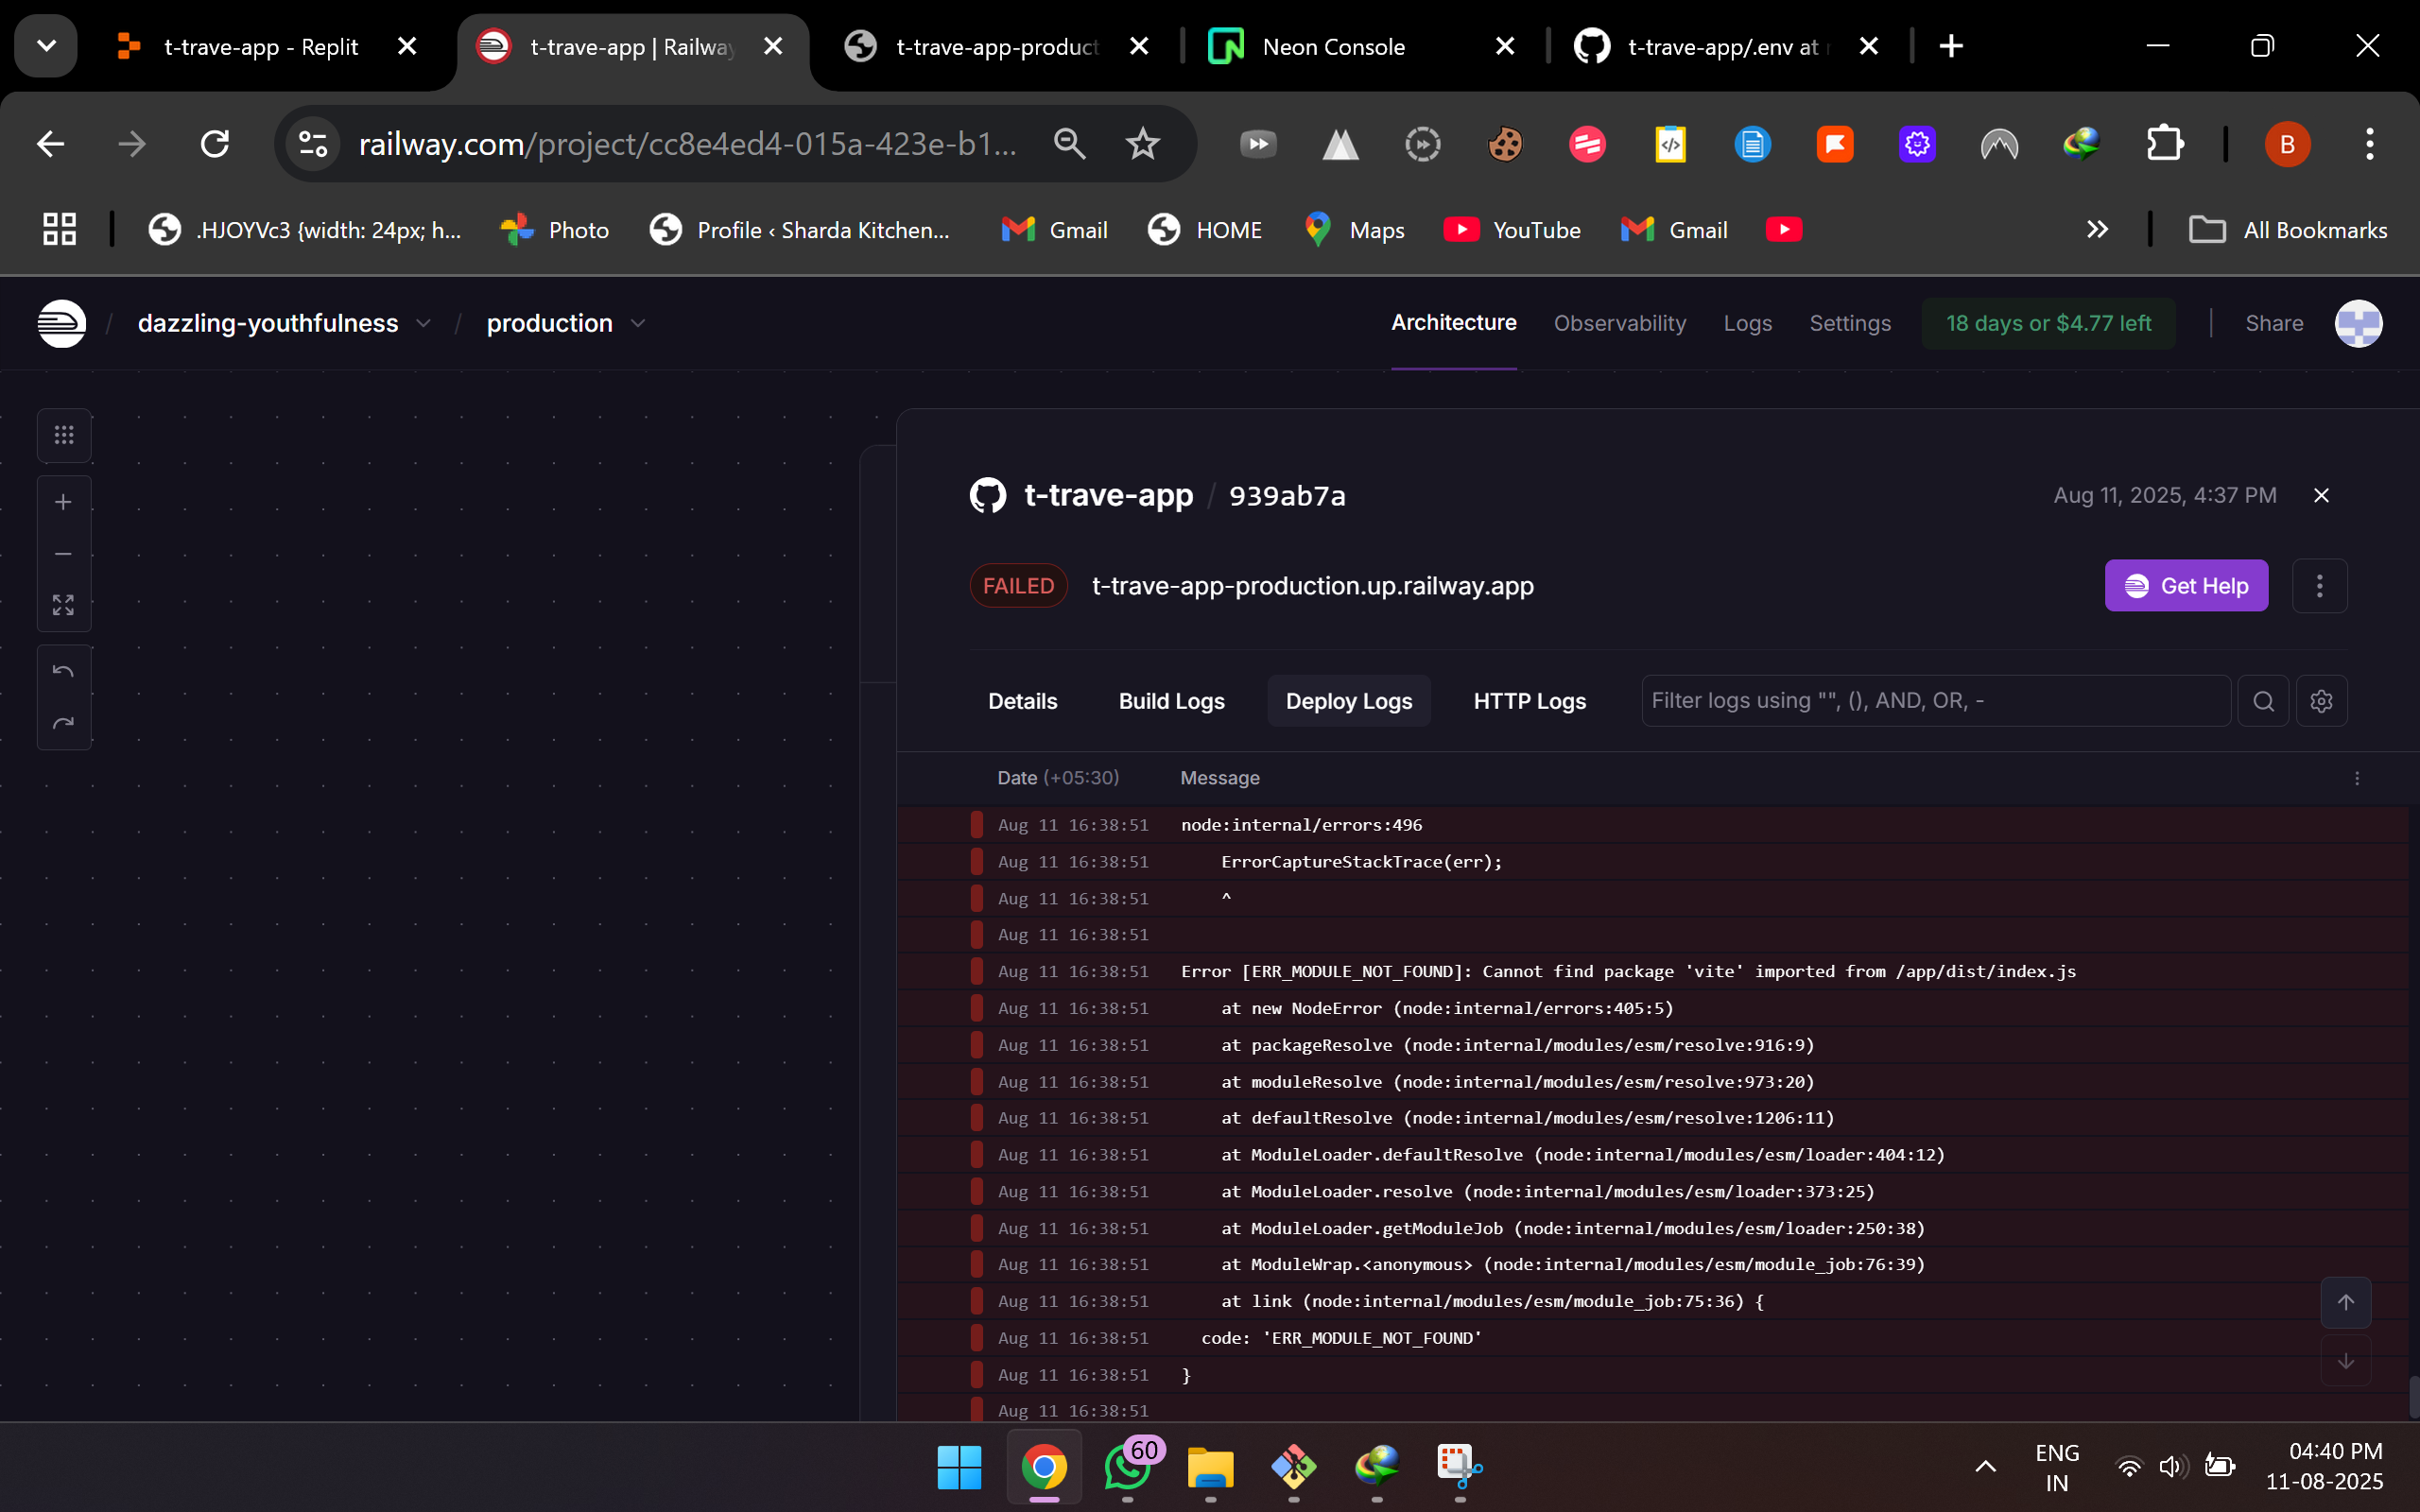 t-trave-app - Replit
t-trave-app | Railway
t-trave-app-product
Neon Console
t-trave-app/.env at
railway.com/project/cc8e4ed4-015a-423e-b1...
B
.HJOYVc3 {width: 24px; h...
Photo
Profile ‹ Sharda Kitchen...
Gmail
HOME
Maps
YouTube
Gmail
All Bookmarks
dazzling-youthfulness / production
Architecture
Observability
Logs
Settings
18 days or $4.77 left
Share
t-trave-app / 939ab7a
Aug 11, 2025, 4:37 PM
FAILED
t-trave-app-production.up.railway.app
Get Help
Details
Build Logs
Deploy Logs
HTTP Logs
Filter logs using "", (), AND, OR, -
Date (+05:30) Message
Aug 11 16:38:51 node:internal/errors:496
Aug 11 16:38:51 ErrorCaptureStackTrace(err);
Aug 11 16:38:51 ^
Aug 11 16:38:51
Aug 11 16:38:51 Error [ERR_MODULE_NOT_FOUND]: Cannot find package 'vite' imported from /app/dist/index.js
Aug 11 16:38:51 at new NodeError (node:internal/errors:405:5)
Aug 11 16:38:51 at packageResolve (node:internal/modules/esm/resolve:916:9)
Aug 11 16:38:51 at moduleResolve (node:internal/modules/esm/resolve:973:20)
Aug 11 16:38:51 at defaultResolve (node:internal/modules/esm/resolve:1206:11)
Aug 11 16:38:51 at ModuleLoader.defaultResolve (node:internal/modules/esm/loader:404:12)
Aug 11 16:38:51 at ModuleLoader.resolve (node:internal/modules/esm/loader:373:25)
Aug 11 16:38:51 at ModuleLoader.getModuleJob (node:internal/modules/esm/loader:250:38)
Aug 11 16:38:51 at ModuleWrap.<anonymous> (node:internal/modules/esm/module_job:76:39)
Aug 11 16:38:51 at link (node:internal/modules/esm/module_job:75:36) {
Aug 11 16:38:51 code: 'ERR_MODULE_NOT_FOUND'
Aug 11 16:38:51 }
Aug 11 16:38:51
60
ENG
IN
04:40 PM
11-08-2025